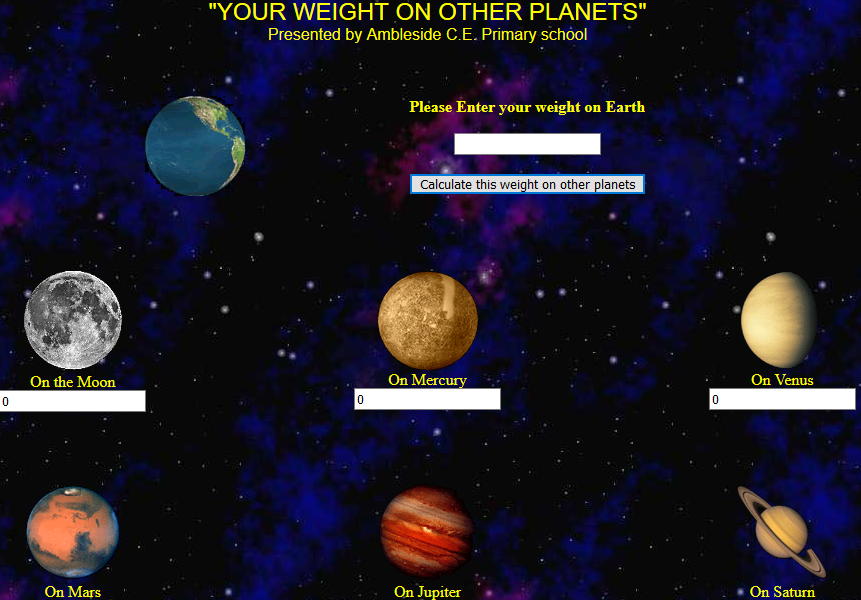 "YOUR WEIGHT ON OTHER PLANETS"
Presented by Ambleside C.E. Primary school
Please Enter your weight on Earth
Calculate this weight on other planets
On the Moon
On Mercury
On Venus
0
0
0
On Mars
On Jupiter
On Saturn